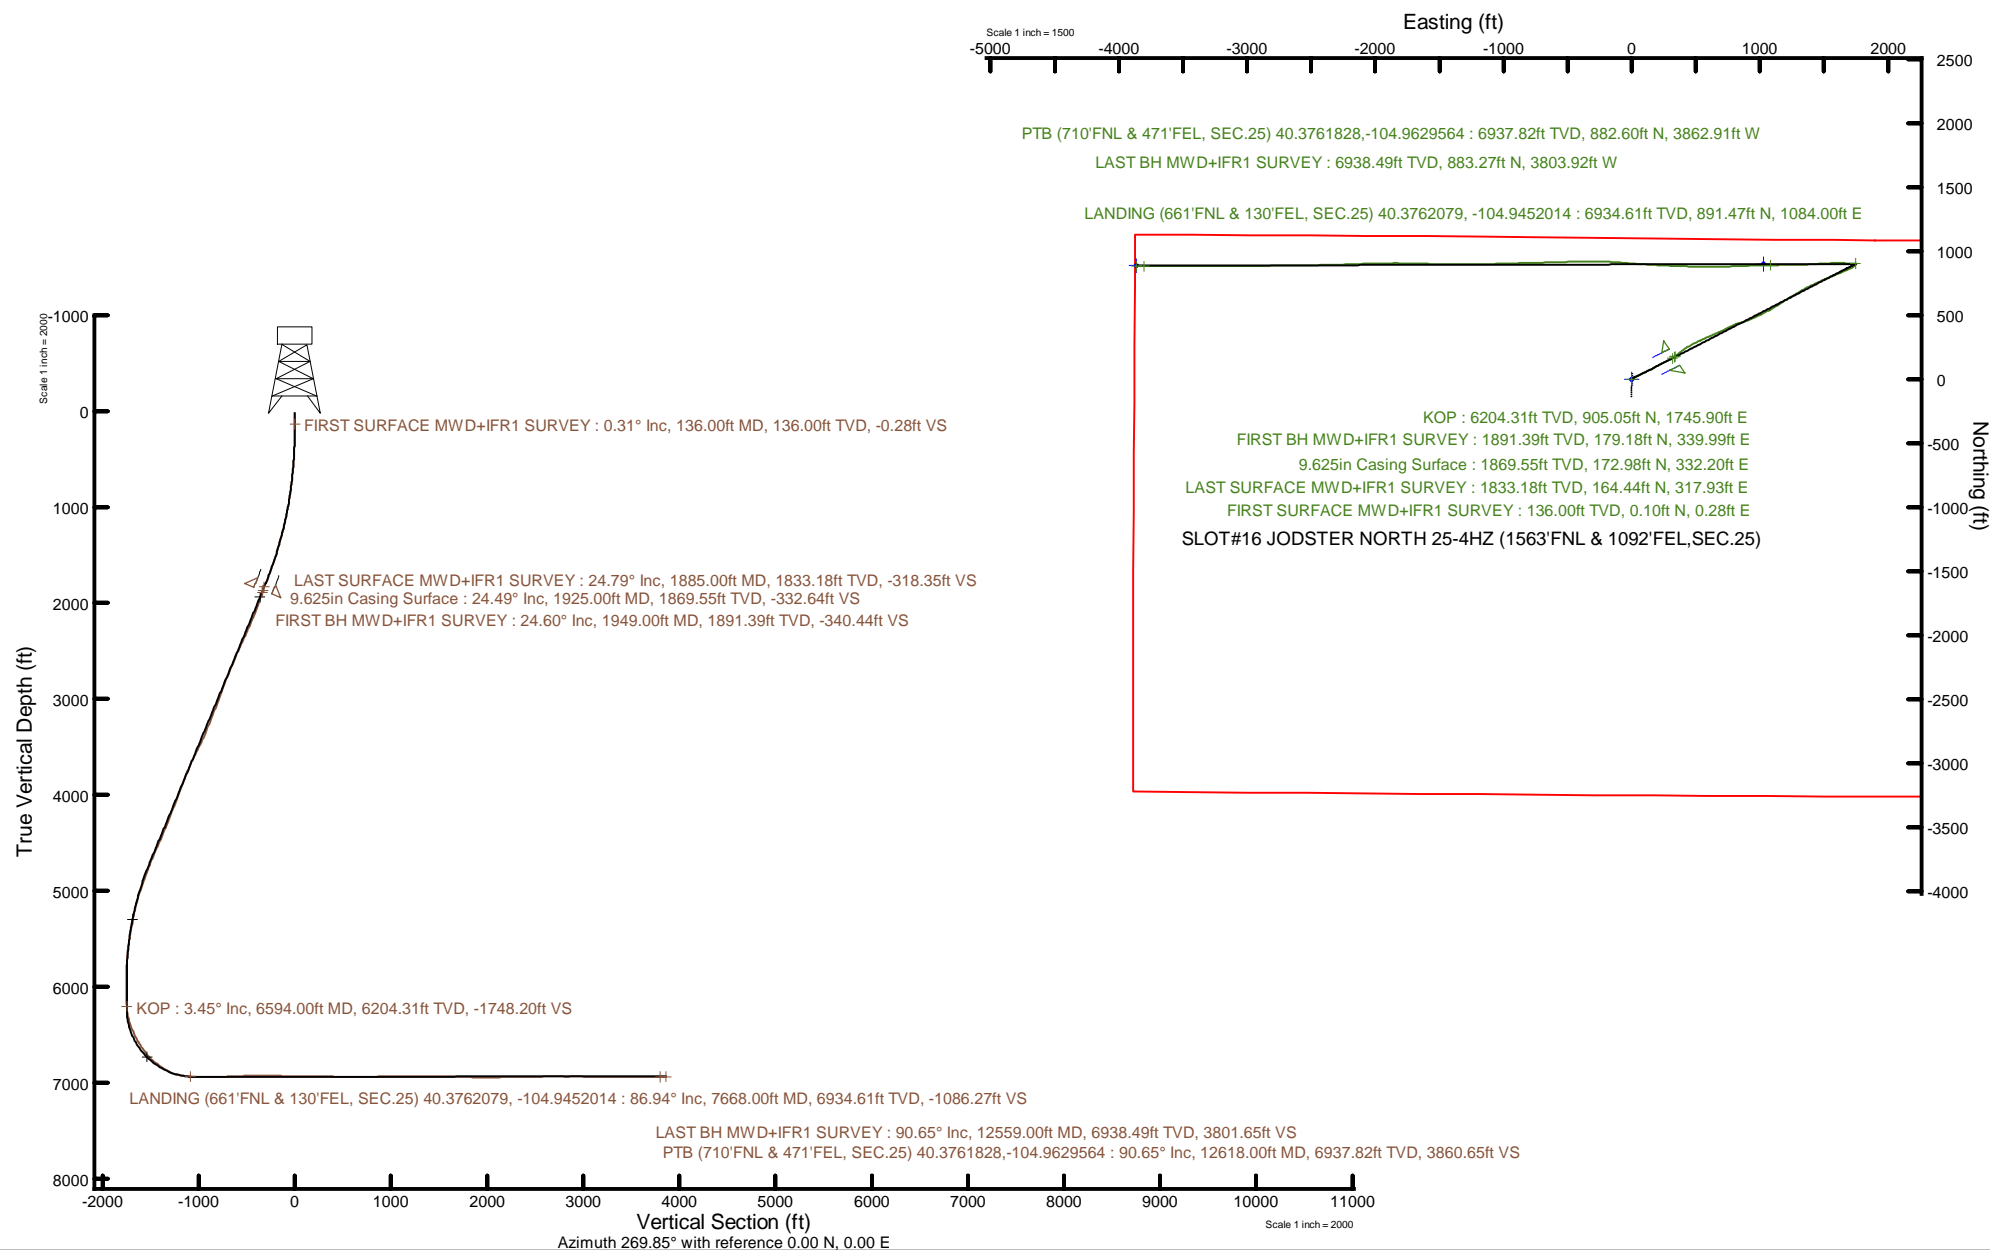 Easting (ft)
Scale 1 inch = 1500
-5000 -4000 -3000 -2000 -1000 0 1000 2000
2500
2000
1500
1000
500
0
-500
-1000
-1500
-2000
-2500
-3000
-3500
-4000
Northing (ft)
PTB (710'FNL & 471'FEL, SEC.25) 40.3761828,-104.9629564 : 6937.82ft TVD, 882.60ft N, 3862.91ft W
LAST BH MWD+IFR1 SURVEY : 6938.49ft TVD, 883.27ft N, 3803.92ft W
LANDING (661'FNL & 130'FEL, SEC.25) 40.3762079, -104.9452014 : 6934.61ft TVD, 891.47ft N, 1084.00ft E
KOP : 6204.31ft TVD, 905.05ft N, 1745.90ft E
FIRST BH MWD+IFR1 SURVEY : 1891.39ft TVD, 179.18ft N, 339.99ft E
9.625in Casing Surface : 1869.55ft TVD, 172.98ft N, 332.20ft E
LAST SURFACE MWD+IFR1 SURVEY : 1833.18ft TVD, 164.44ft N, 317.93ft E
FIRST SURFACE MWD+IFR1 SURVEY : 136.00ft TVD, 0.10ft N, 0.28ft E
SLOT#16 JODSTER NORTH 25-4HZ (1563'FNL & 1092'FEL,SEC.25)
Scale 1 inch = 2000
-1000
0
1000
2000
3000
4000
5000
6000
7000
8000
True Vertical Depth (ft)
FIRST SURFACE MWD+IFR1 SURVEY : 0.31° Inc, 136.00ft MD, 136.00ft TVD, -0.28ft VS
LAST SURFACE MWD+IFR1 SURVEY : 24.79° Inc, 1885.00ft MD, 1833.18ft TVD, -318.35ft VS
9.625in Casing Surface : 24.49° Inc, 1925.00ft MD, 1869.55ft TVD, -332.64ft VS
FIRST BH MWD+IFR1 SURVEY : 24.60° Inc, 1949.00ft MD, 1891.39ft TVD, -340.44ft VS
KOP : 3.45° Inc, 6594.00ft MD, 6204.31ft TVD, -1748.20ft VS
LANDING (661'FNL & 130'FEL, SEC.25) 40.3762079, -104.9452014 : 86.94° Inc, 7668.00ft MD, 6934.61ft TVD, -1086.27ft VS
LAST BH MWD+IFR1 SURVEY : 90.65° Inc, 12559.00ft MD, 6938.49ft TVD, 3801.65ft VS
PTB (710'FNL & 471'FEL, SEC.25) 40.3761828,-104.9629564 : 90.65° Inc, 12618.00ft MD, 6937.82ft TVD, 3860.65ft VS
-2000 -1000 0 1000 2000 3000 4000 5000 6000 7000 8000 9000 10000 11000
Vertical Section (ft)
Scale 1 inch = 2000
Azimuth 269.85° with reference 0.00 N, 0.00 E